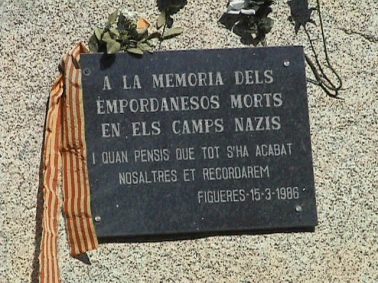 A LA MEMORIA DELS
EMPORDANESOS MORTS
EN ELS CAMPS NAZIS
I QUAN PENSIS QUE TOT S'HA ACABAT
NOSALTRES ET RECORDAREM
FIGUERES-15-3-1986